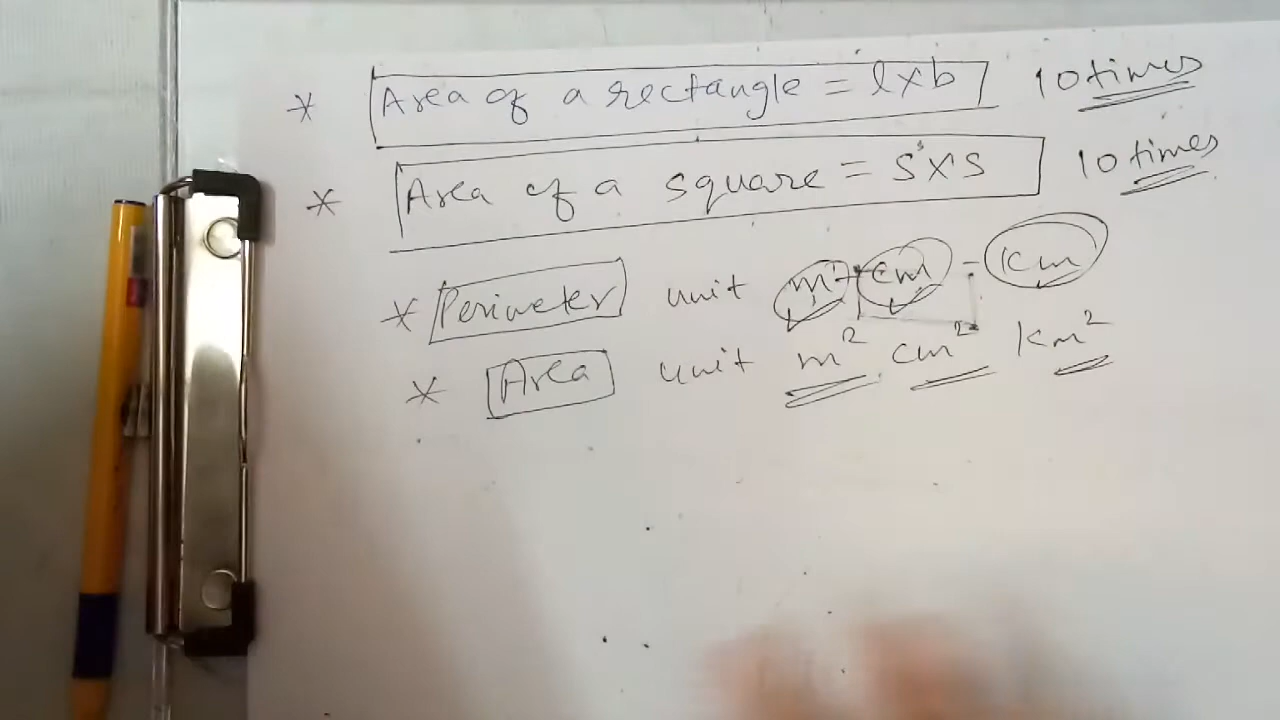 * Area of a rectangle = l x b 10 times
* Area of a square = s x s 10 times
* Perimeter unit m - cm - km
* Area unit m² cm² km²